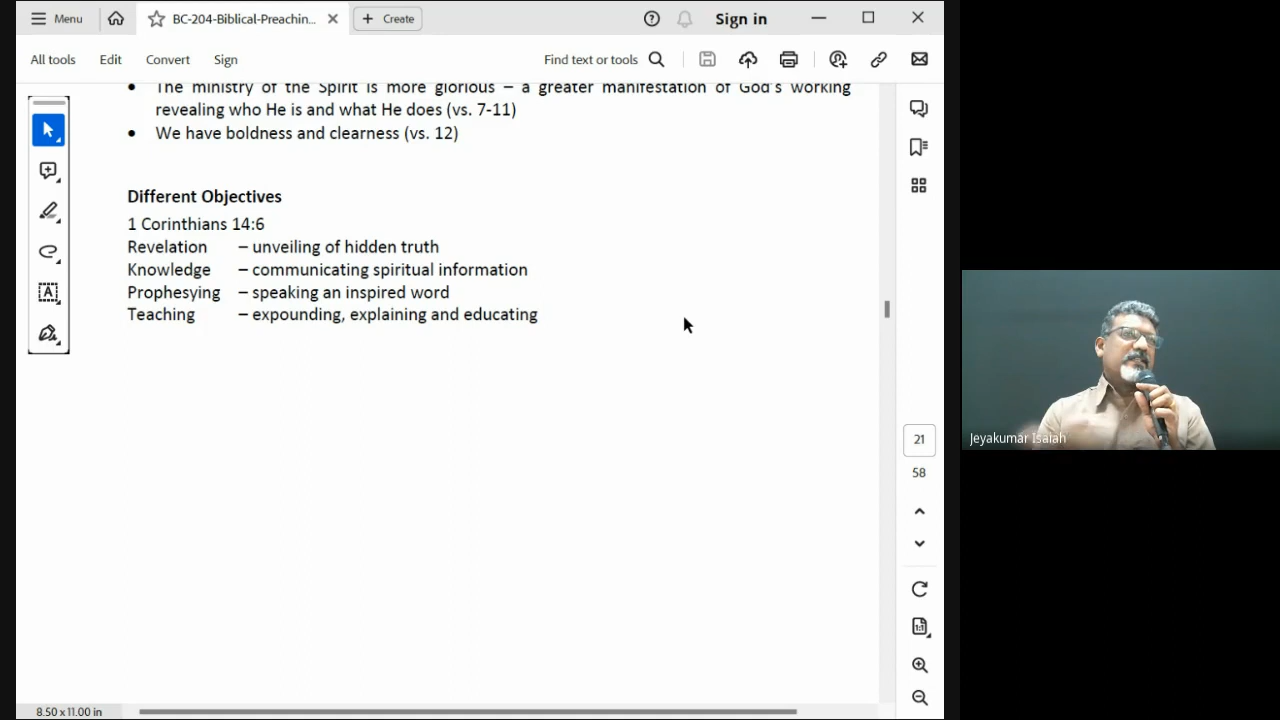 Menu
BC-204-Biblical-Preachin...
Create
Sign in
All tools
Edit
Convert
Sign
Find text or tools
• The ministry of the Spirit is more glorious – a greater manifestation of God's working
revealing who He is and what He does (vs. 7-11)
• We have boldness and clearness (vs. 12)
Different Objectives
1 Corinthians 14:6
Revelation – unveiling of hidden truth
Knowledge – communicating spiritual information
Prophesying – speaking an inspired word
Teaching – expounding, explaining and educating
21
58
8.50 x 11.00 in
Jeyakumar Isaiah